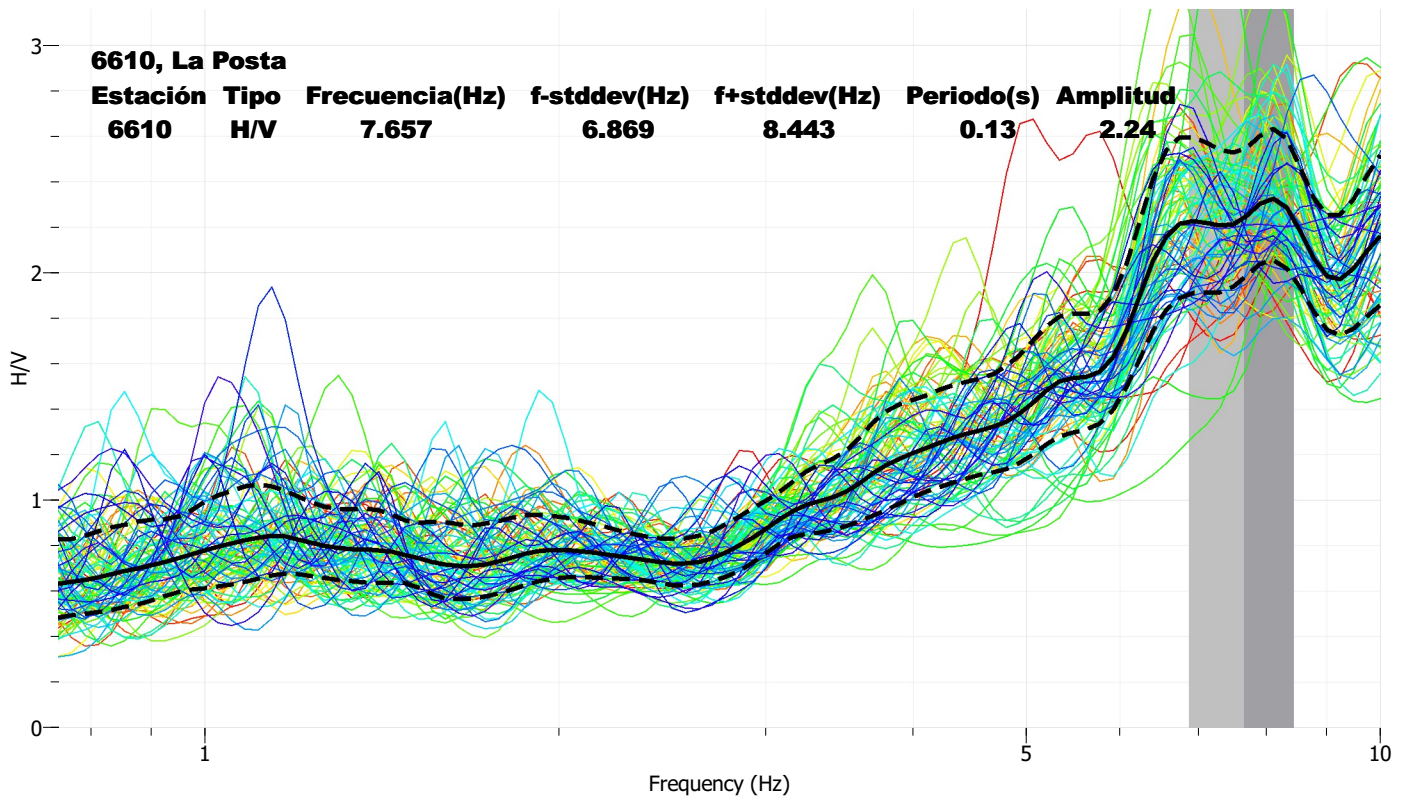 6610, La Posta
Estación Tipo Frecuencia(Hz) f-stddev(Hz) f+stddev(Hz) Periodo(s) Amplitud
6610 H/V 7.657 6.869 8.443 0.13 2.24
3
2
1
0
H/V
1 5 10
Frequency (Hz)